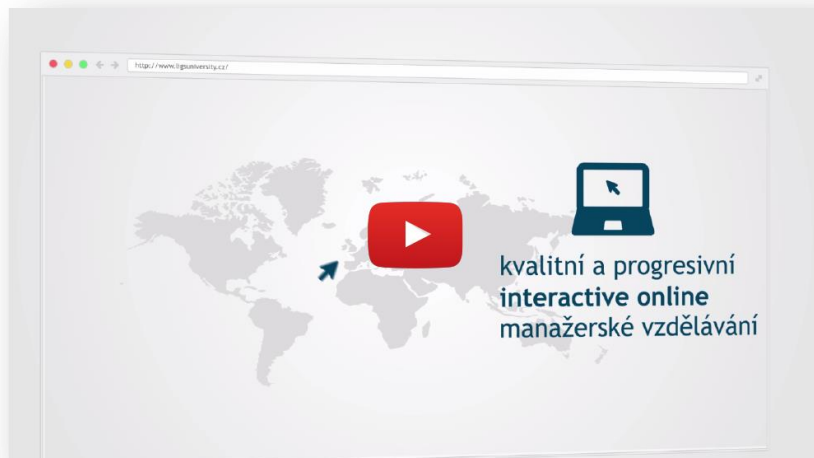 http://www.ligsuniversity.cz/
kvalitní a progresivní
interactive online
manažerské vzdělávání